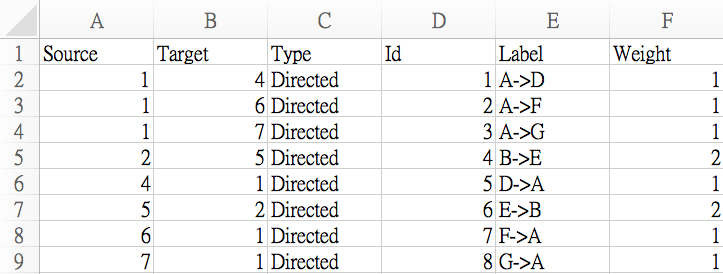 A B C D E F
1 Source Target Type Id Label Weight
2 1 4 Directed 1 A->D 1
3 1 6 Directed 2 A->F 1
4 1 7 Directed 3 A->G 1
5 2 5 Directed 4 B->E 2
6 4 1 Directed 5 D->A 1
7 5 2 Directed 6 E->B 2
8 6 1 Directed 7 F->A 1
9 7 1 Directed 8 G->A 1